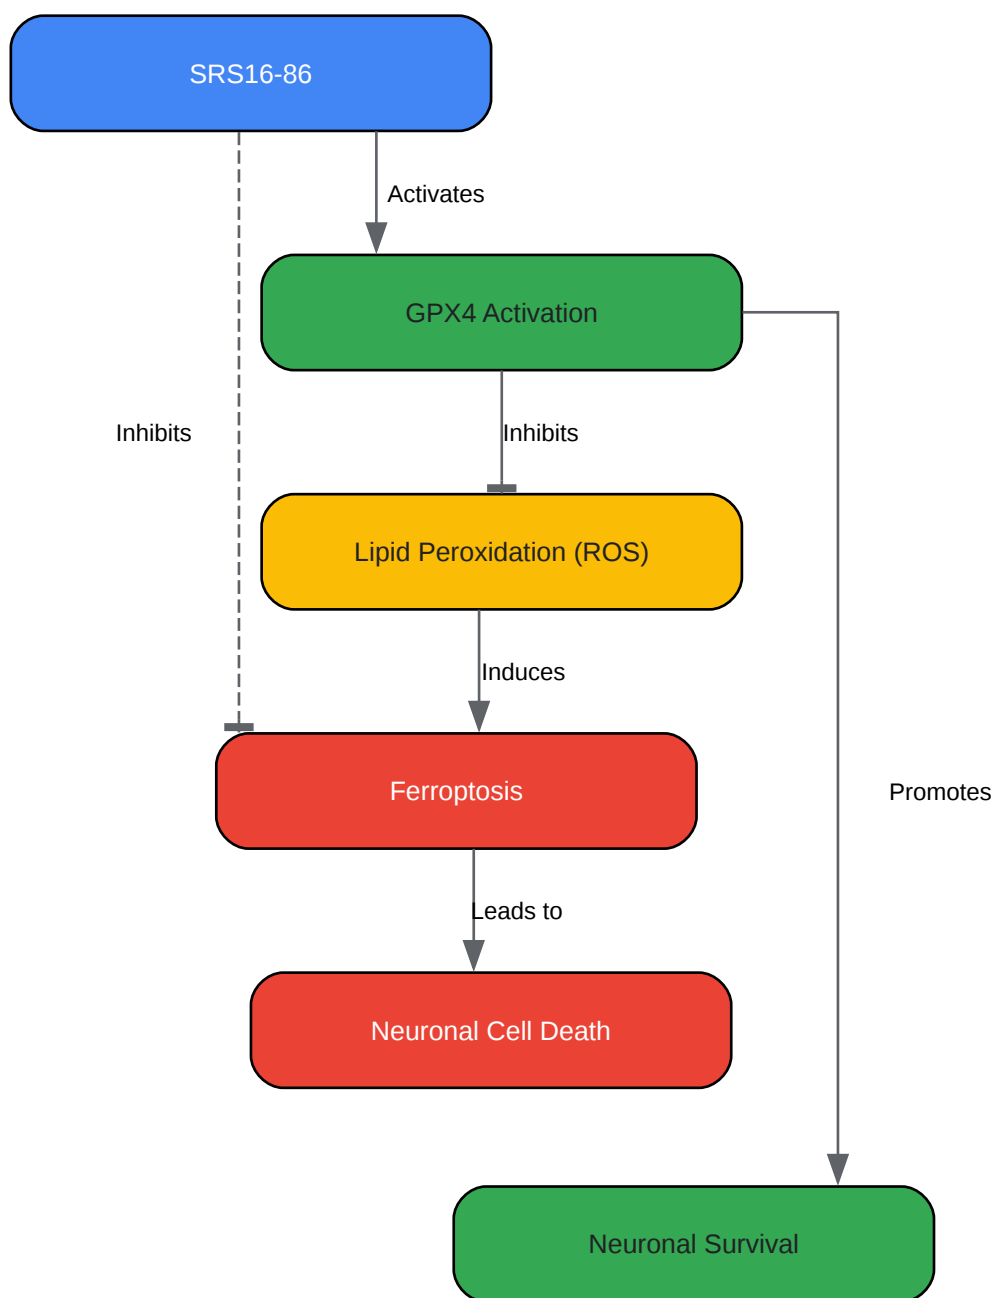 SRS16-86
Activates
GPX4 Activation
Inhibits
Inhibits
Lipid Peroxidation (ROS)
Induces
Ferroptosis
Promotes
Leads to
Neuronal Cell Death
Neuronal Survival